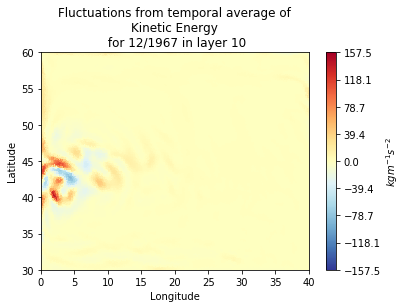 Fluctuations from temporal average of
Kinetic Energy
for 12/1967 in layer 10
60
55
50
45
40
35
30
Latitude
0 5 10 15 20 25 30 35 40
Longitude
157.5
118.1
78.7
39.4
0.0
−39.4
−78.7
−118.1
−157.5
kgm⁻¹s⁻²